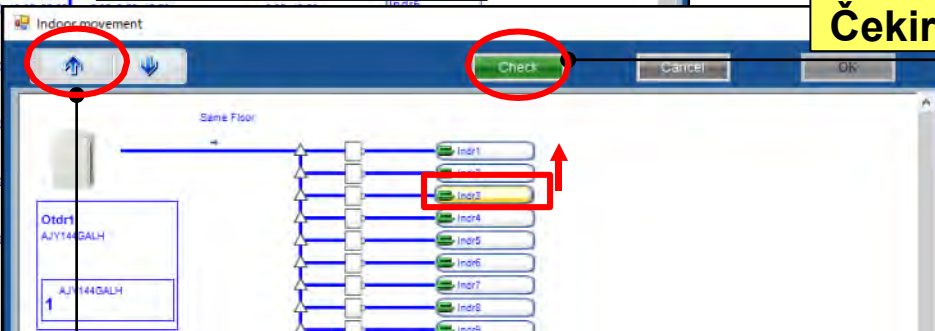 Indoor movement
Čekir
Check
Cancel
OK
Same Floor
Indr1
Indr3
Otdr1
AJY144GALH
Indr4
Indr5
Indr6
Indr7
AJY144GALH
1
Indr8
Indr9